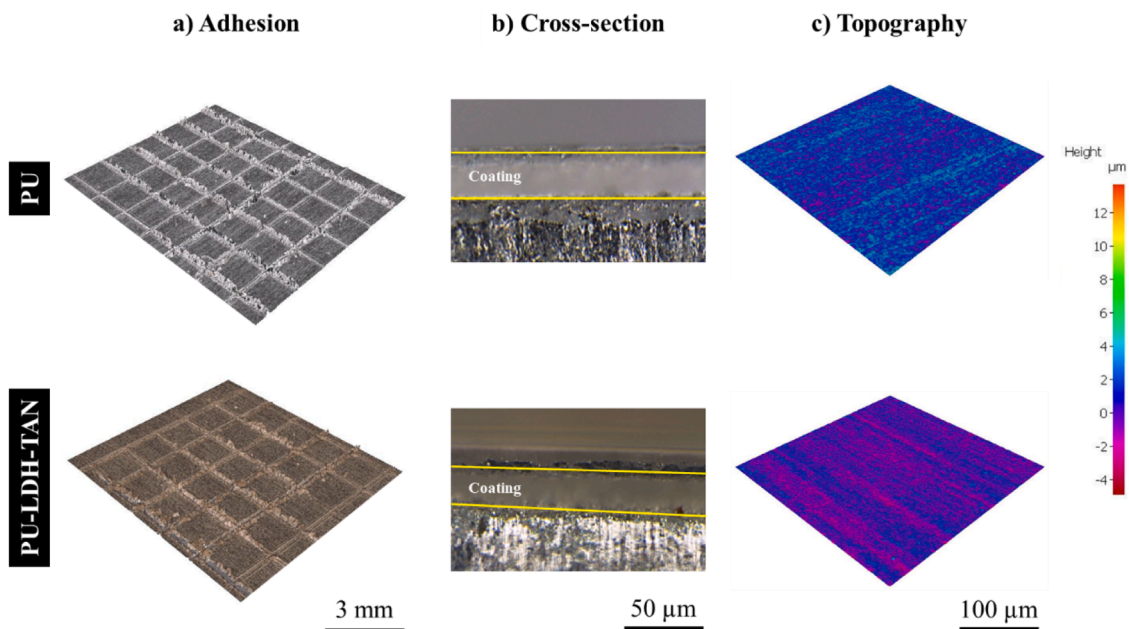 a) Adhesion
b) Cross-section
c) Topography
PU
Coating
Height
µm
12
10
8
6
4
2
0
-2
-4
PU-LDH-TAN
Coating
3 mm
50 µm
100 µm